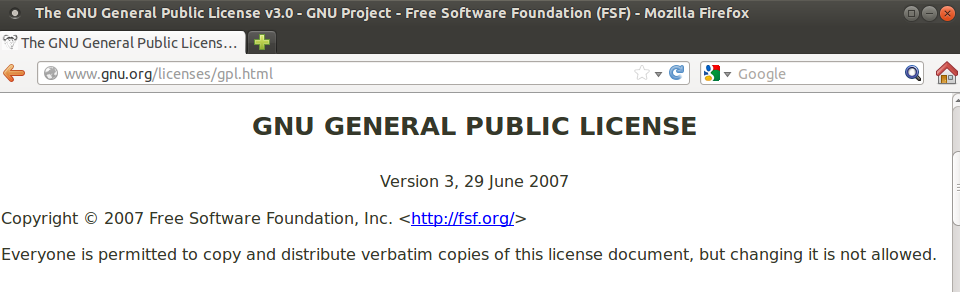 The GNU General Public License v3.0 - GNU Project - Free Software Foundation (FSF) - Mozilla Firefox
The GNU General Public Licens...
www.gnu.org/licenses/gpl.html
Google
GNU GENERAL PUBLIC LICENSE
Version 3, 29 June 2007
Copyright © 2007 Free Software Foundation, Inc. <http://fsf.org/>
Everyone is permitted to copy and distribute verbatim copies of this license document, but changing it is not allowed.